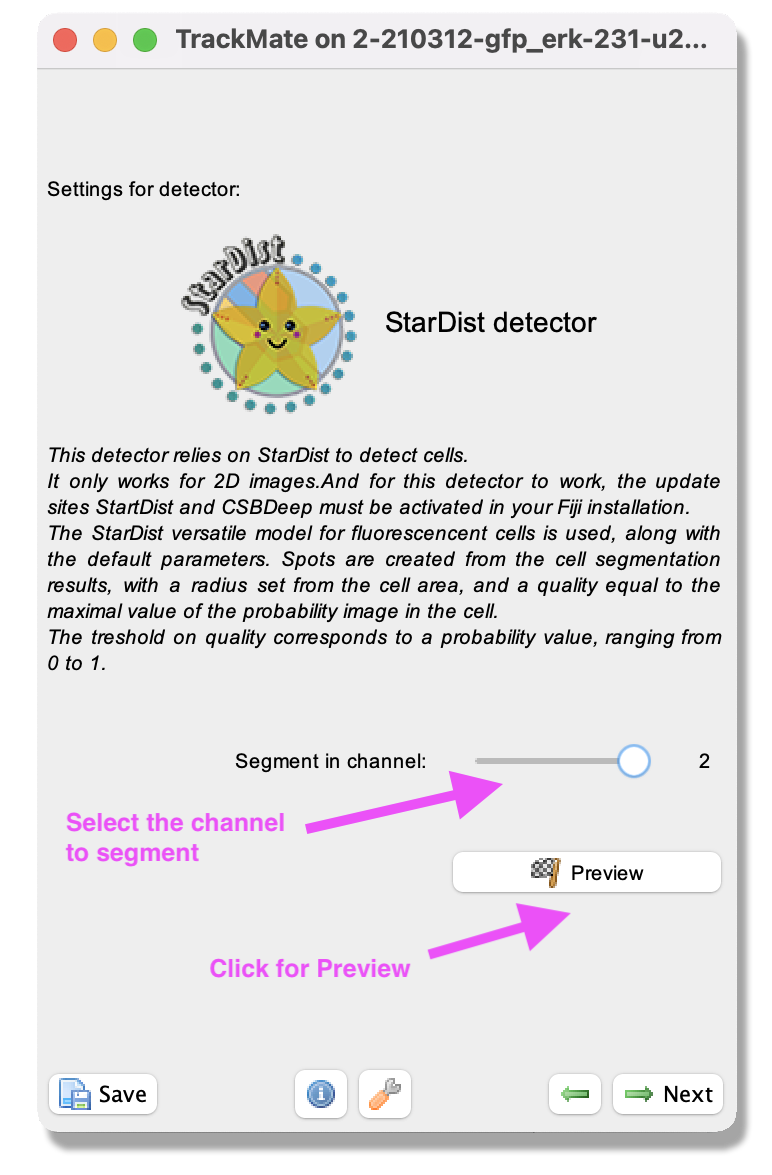 TrackMate on 2-210312-gfp_erk-231-u2...
Settings for detector:
StarDist
StarDist detector
This detector relies on StarDist to detect cells.
It only works for 2D images.And for this detector to work, the update
sites StartDist and CSBDeep must be activated in your Fiji installation.
The StarDist versatile model for fluorescencent cells is used, along with
the default parameters. Spots are created from the cell segmentation
results, with a radius set from the cell area, and a quality equal to the
maximal value of the probability image in the cell.
The treshold on quality corresponds to a probability value, ranging from
0 to 1.
Segment in channel: 2
Select the channel
to segment
Preview
Click for Preview
Save
Next